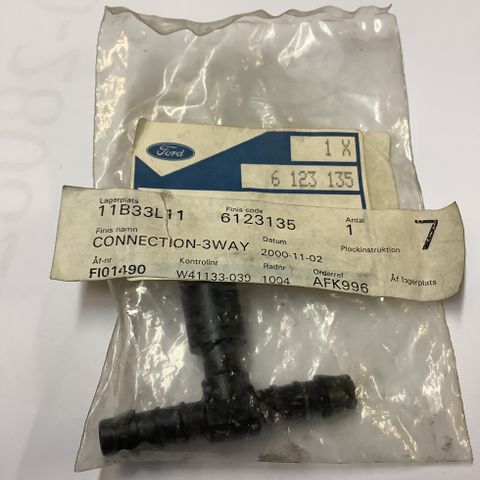 Ford
1 X
6 123 135
Lagerplats Finis code Antal 7
11B33L11 6123135 1
Finis namn Datum Plockinstruktion
CONNECTION-3WAY 2000-11-02
Åf-nr Kontrollnr Radnr Orderref Åf lagerplats
FI01490 W41133-030 1004 AFK996